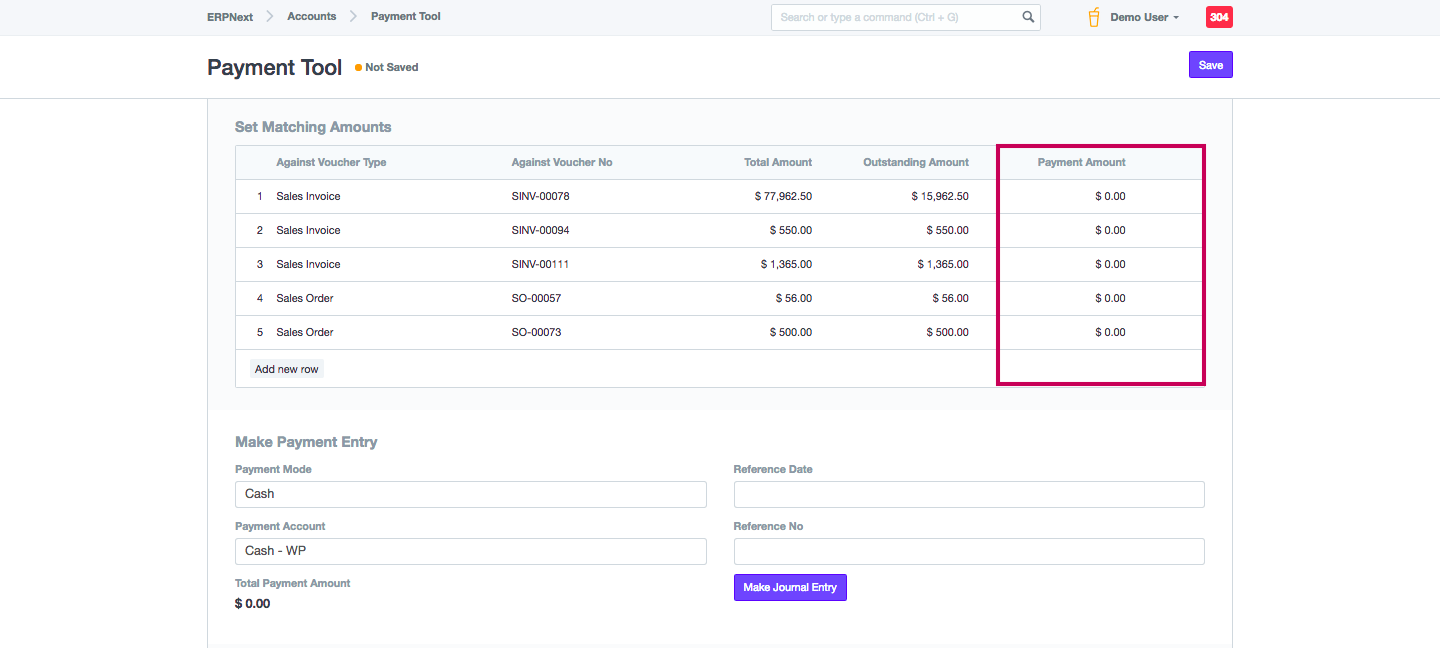 ERPNext Accounts Payment Tool Search or type a command (Ctrl + G) Demo User 304
Payment Tool Not Saved Save
Set Matching Amounts
Against Voucher Type Against Voucher No Total Amount Outstanding Amount Payment Amount
1 Sales Invoice SINV-00078 $ 77,962.50 $ 15,962.50 $ 0.00
2 Sales Invoice SINV-00094 $ 550.00 $ 550.00 $ 0.00
3 Sales Invoice SINV-00111 $ 1,365.00 $ 1,365.00 $ 0.00
4 Sales Order SO-00057 $ 56.00 $ 56.00 $ 0.00
5 Sales Order SO-00073 $ 500.00 $ 500.00 $ 0.00
Add new row
Make Payment Entry
Payment Mode Reference Date
Cash
Payment Account Reference No
Cash - WP
Total Payment Amount Make Journal Entry
$ 0.00